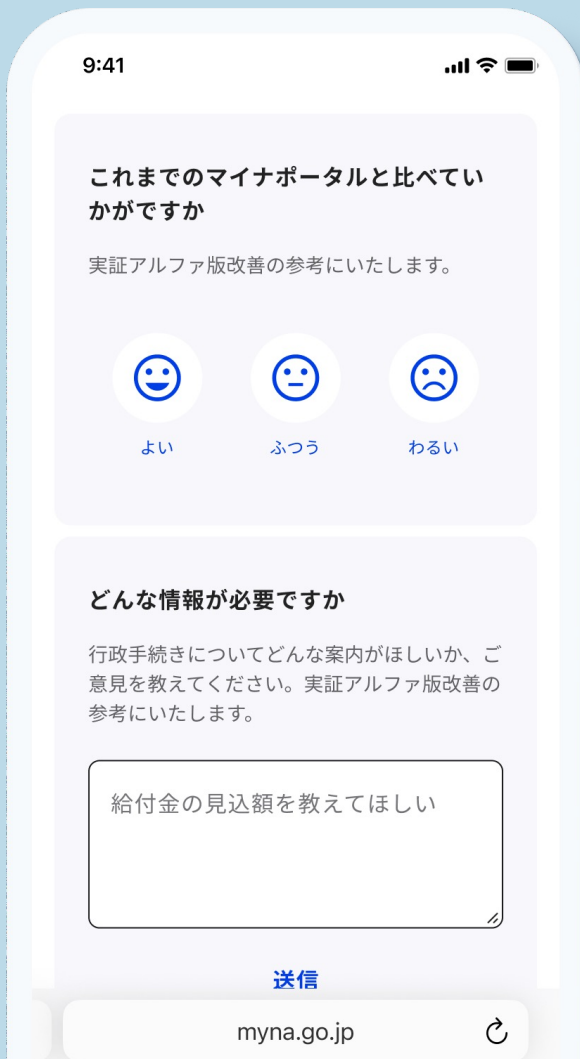 9:41
これまでのマイナポータルと比べてい
かがですか
実証アルファ版改善の参考にいたします。
よい ふつう わるい
どんな情報が必要ですか
行政手続きについてどんな案内がほしいか、ご
意見を教えてください。実証アルファ版改善の
参考にいたします。
給付金の見込額を教えてほしい
送信
myna.go.jp